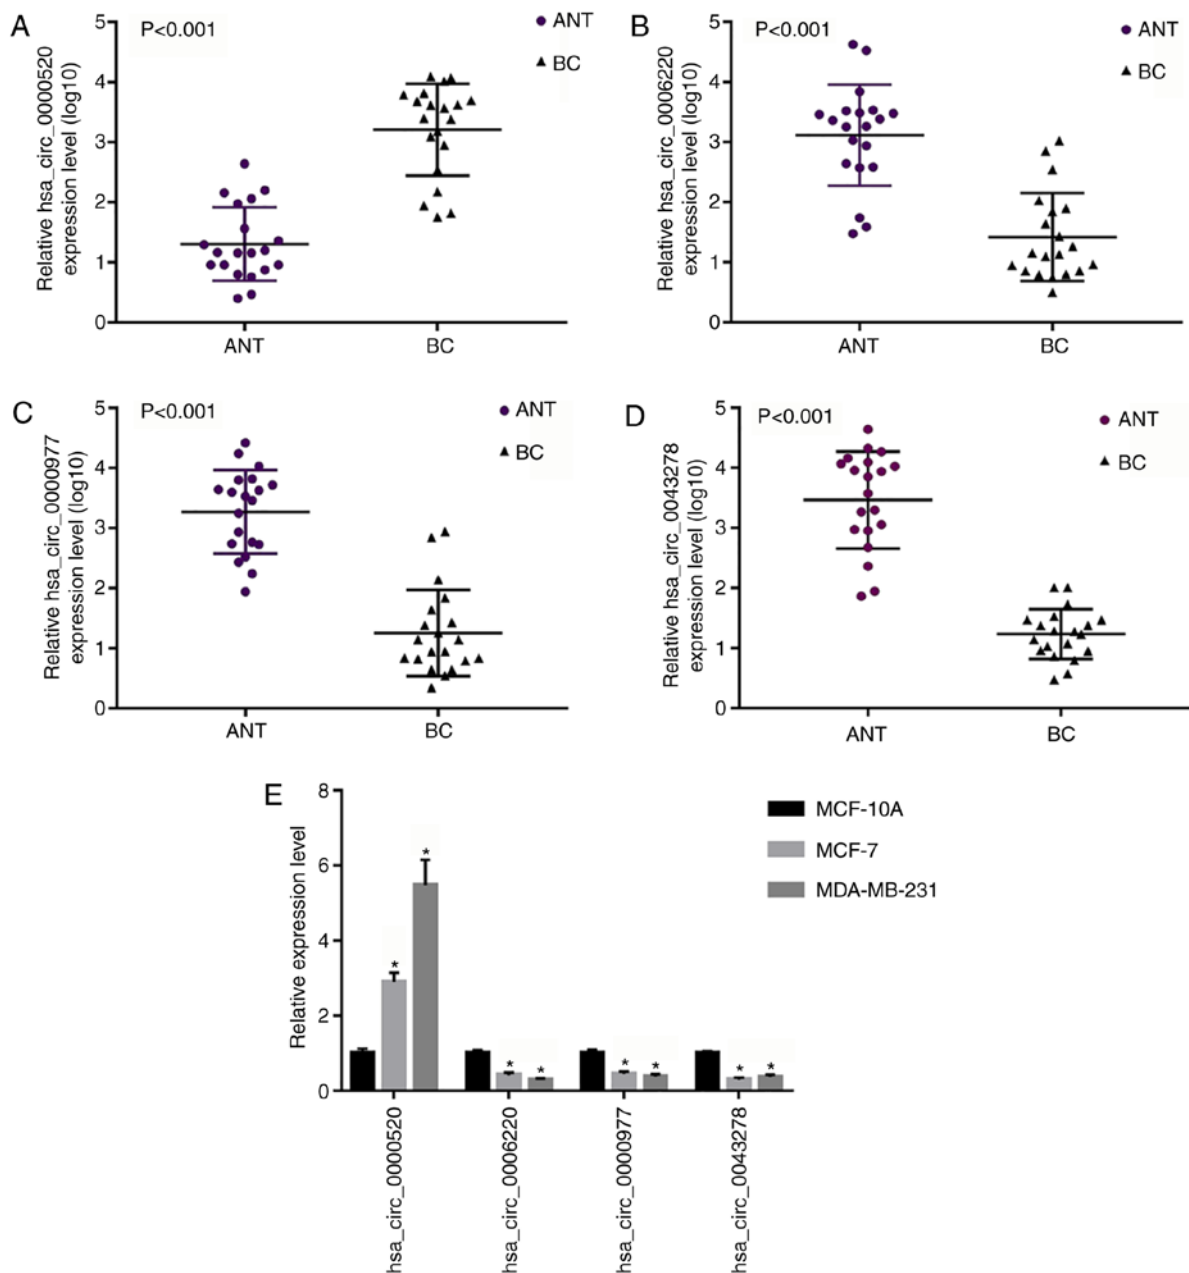 A
P<0.001
ANT
BC
Relative hsa_circ_0000520
expression level (log10)
5
4
3
2
1
0
ANT
BC
B
P<0.001
ANT
BC
Relative hsa_circ_0006220
expression level (log10)
5
4
3
2
1
0
ANT
BC
C
P<0.001
ANT
BC
Relative hsa_circ_0000977
expression level (log10)
5
4
3
2
1
0
ANT
BC
D
P<0.001
ANT
BC
Relative hsa_circ_0043278
expression level (log10)
5
4
3
2
1
0
ANT
BC
E
Relative expression level
8
6
4
2
0
* * * * * * * *
MCF-10A
MCF-7
MDA-MB-231
hsa_circ_0000520
hsa_circ_0006220
hsa_circ_0000977
hsa_circ_0043278